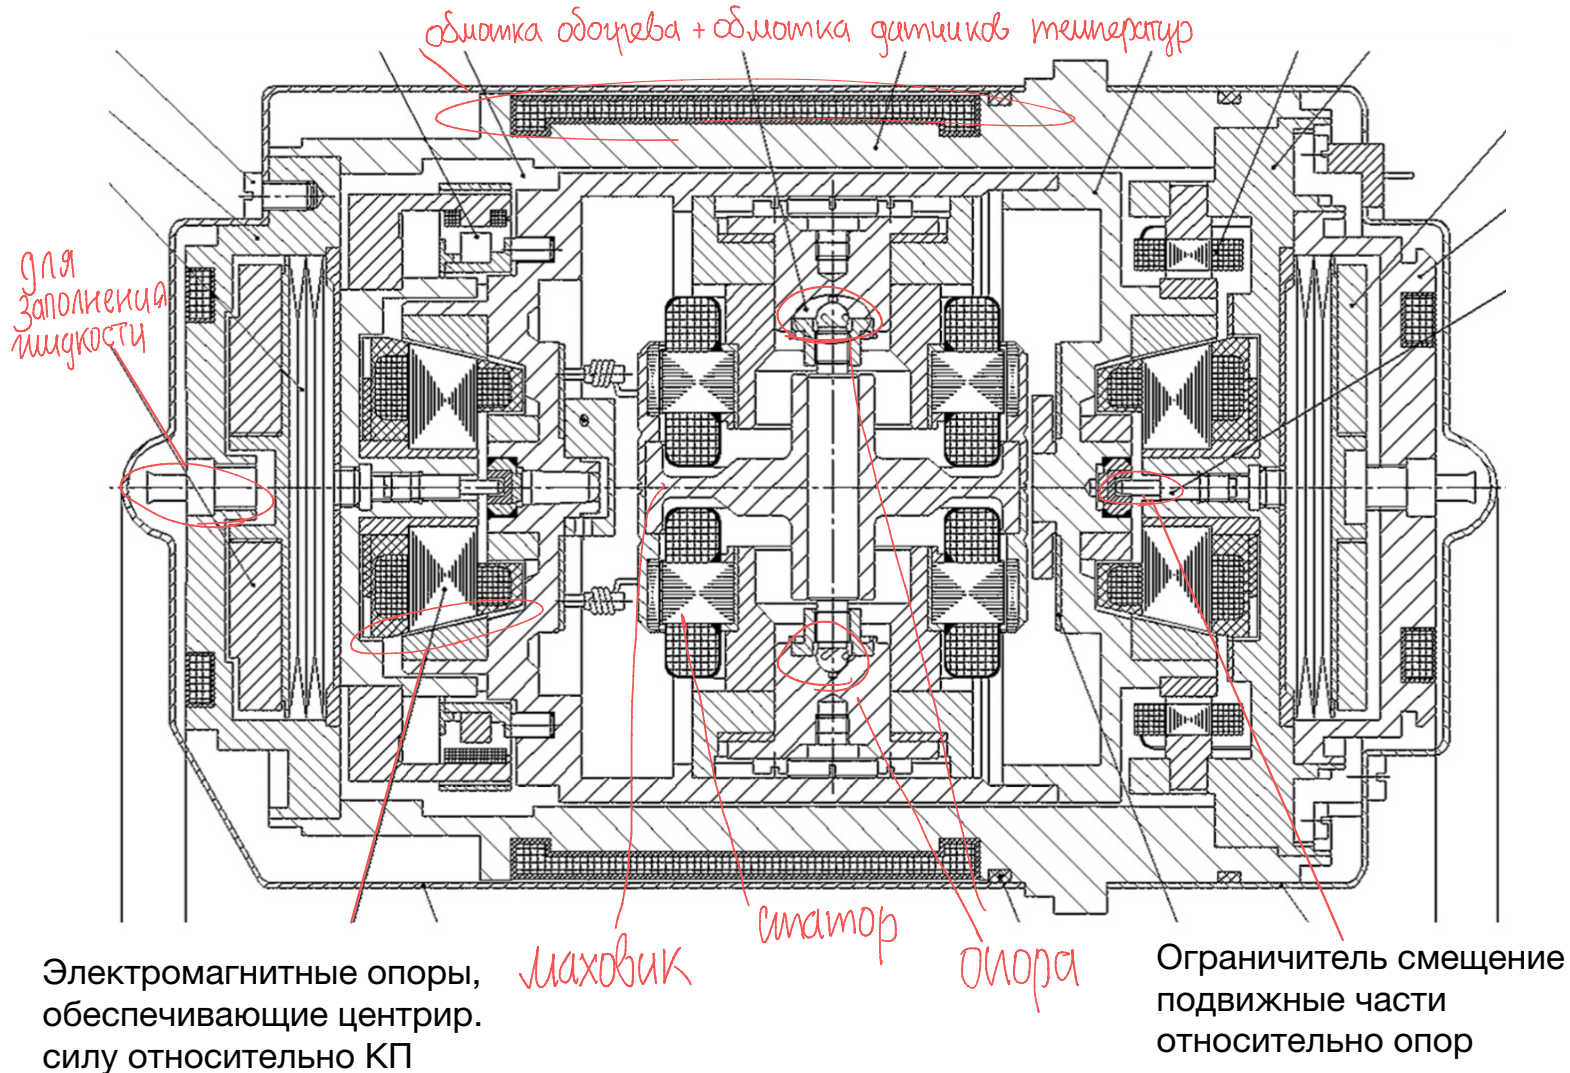 обмотка обогрева + обмотка датчиков температур
для
заполнения
жидкости
маховик
статор
опора
Электромагнитные опоры,
обеспечивающие центрир.
силу относительно КП
Ограничитель смещение
подвижные части
относительно опор